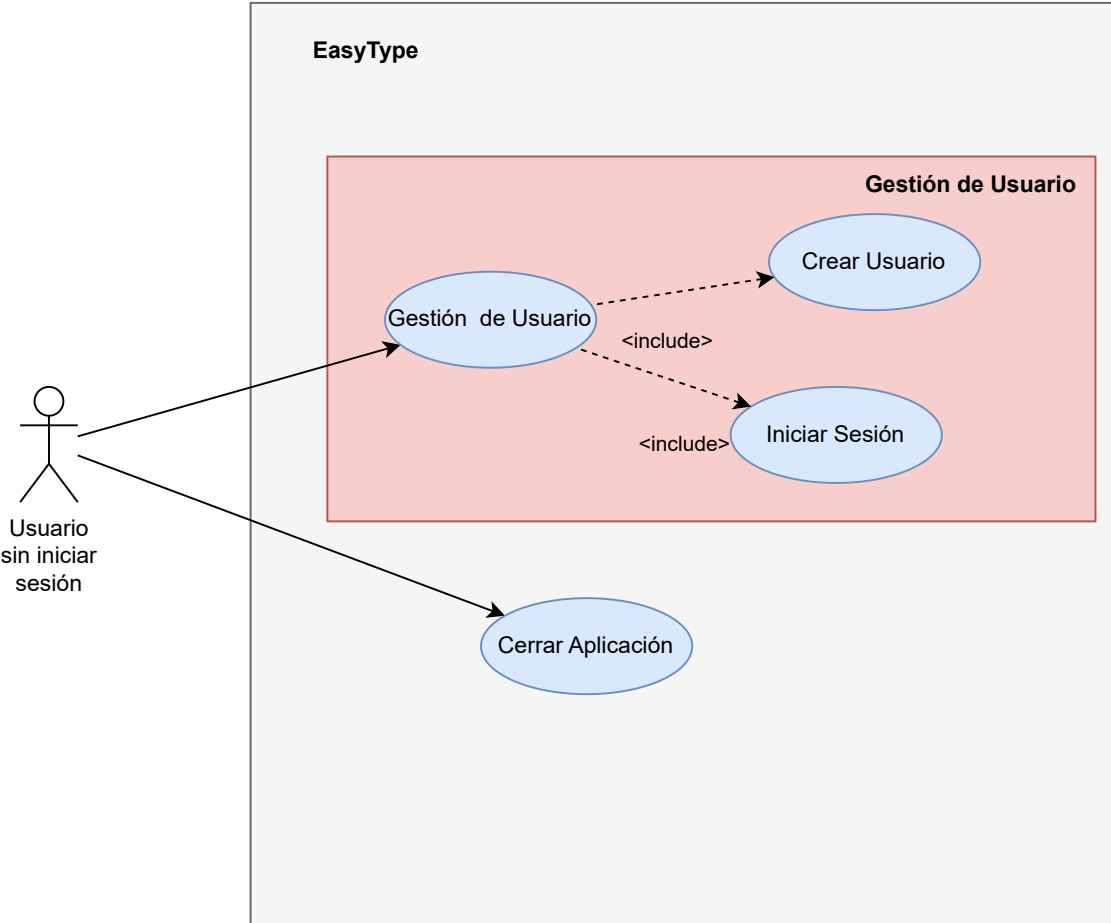 EasyType
Gestión de Usuario
Crear Usuario
Gestión  de Usuario
<include>
Iniciar Sesión
<include>
Usuario
sin iniciar
sesión
Cerrar Aplicación